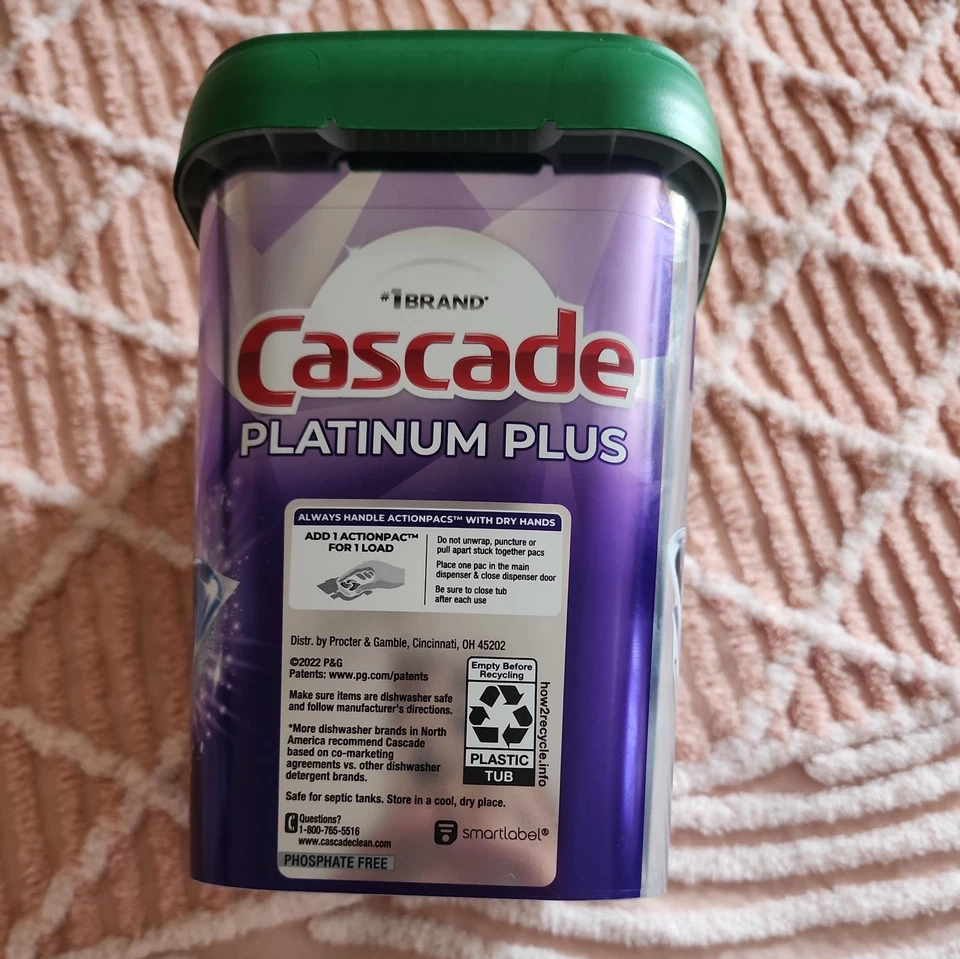 #1 BRAND*
Cascade
PLATINUM PLUS
ALWAYS HANDLE ACTIONPACS™ WITH DRY HANDS
ADD 1 ACTIONPAC™
FOR 1 LOAD
Do not unwrap, puncture or
pull apart stuck together pacs
Place one pac in the main
dispenser & close dispenser door
Be sure to close tub
after each use
Distr. by Procter & Gamble, Cincinnati, OH 45202
©2022 P&G
Patents: www.pg.com/patents
Make sure items are dishwasher safe
and follow manufacturer's directions.
*More dishwasher brands in North
America recommend Cascade
based on co-marketing
agreements vs. other dishwasher
detergent brands.
Empty Before
Recycling
PLASTIC
TUB
how2recycle.info
Safe for septic tanks. Store in a cool, dry place.
Questions?
1-800-765-5516
www.cascadeclean.com
smartlabel®
PHOSPHATE FREE